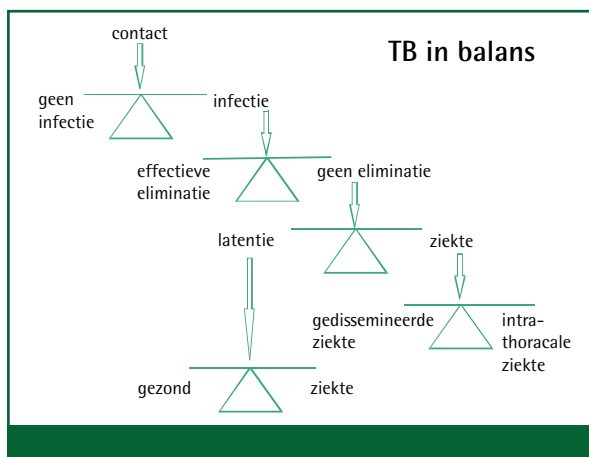 TB in balans
contact
geen
infectie
infectie
effectieve
eliminatie
geen eliminatie
latentie
ziekte
gedissemineerde
ziekte
intra-
thoracale
ziekte
gezond
ziekte